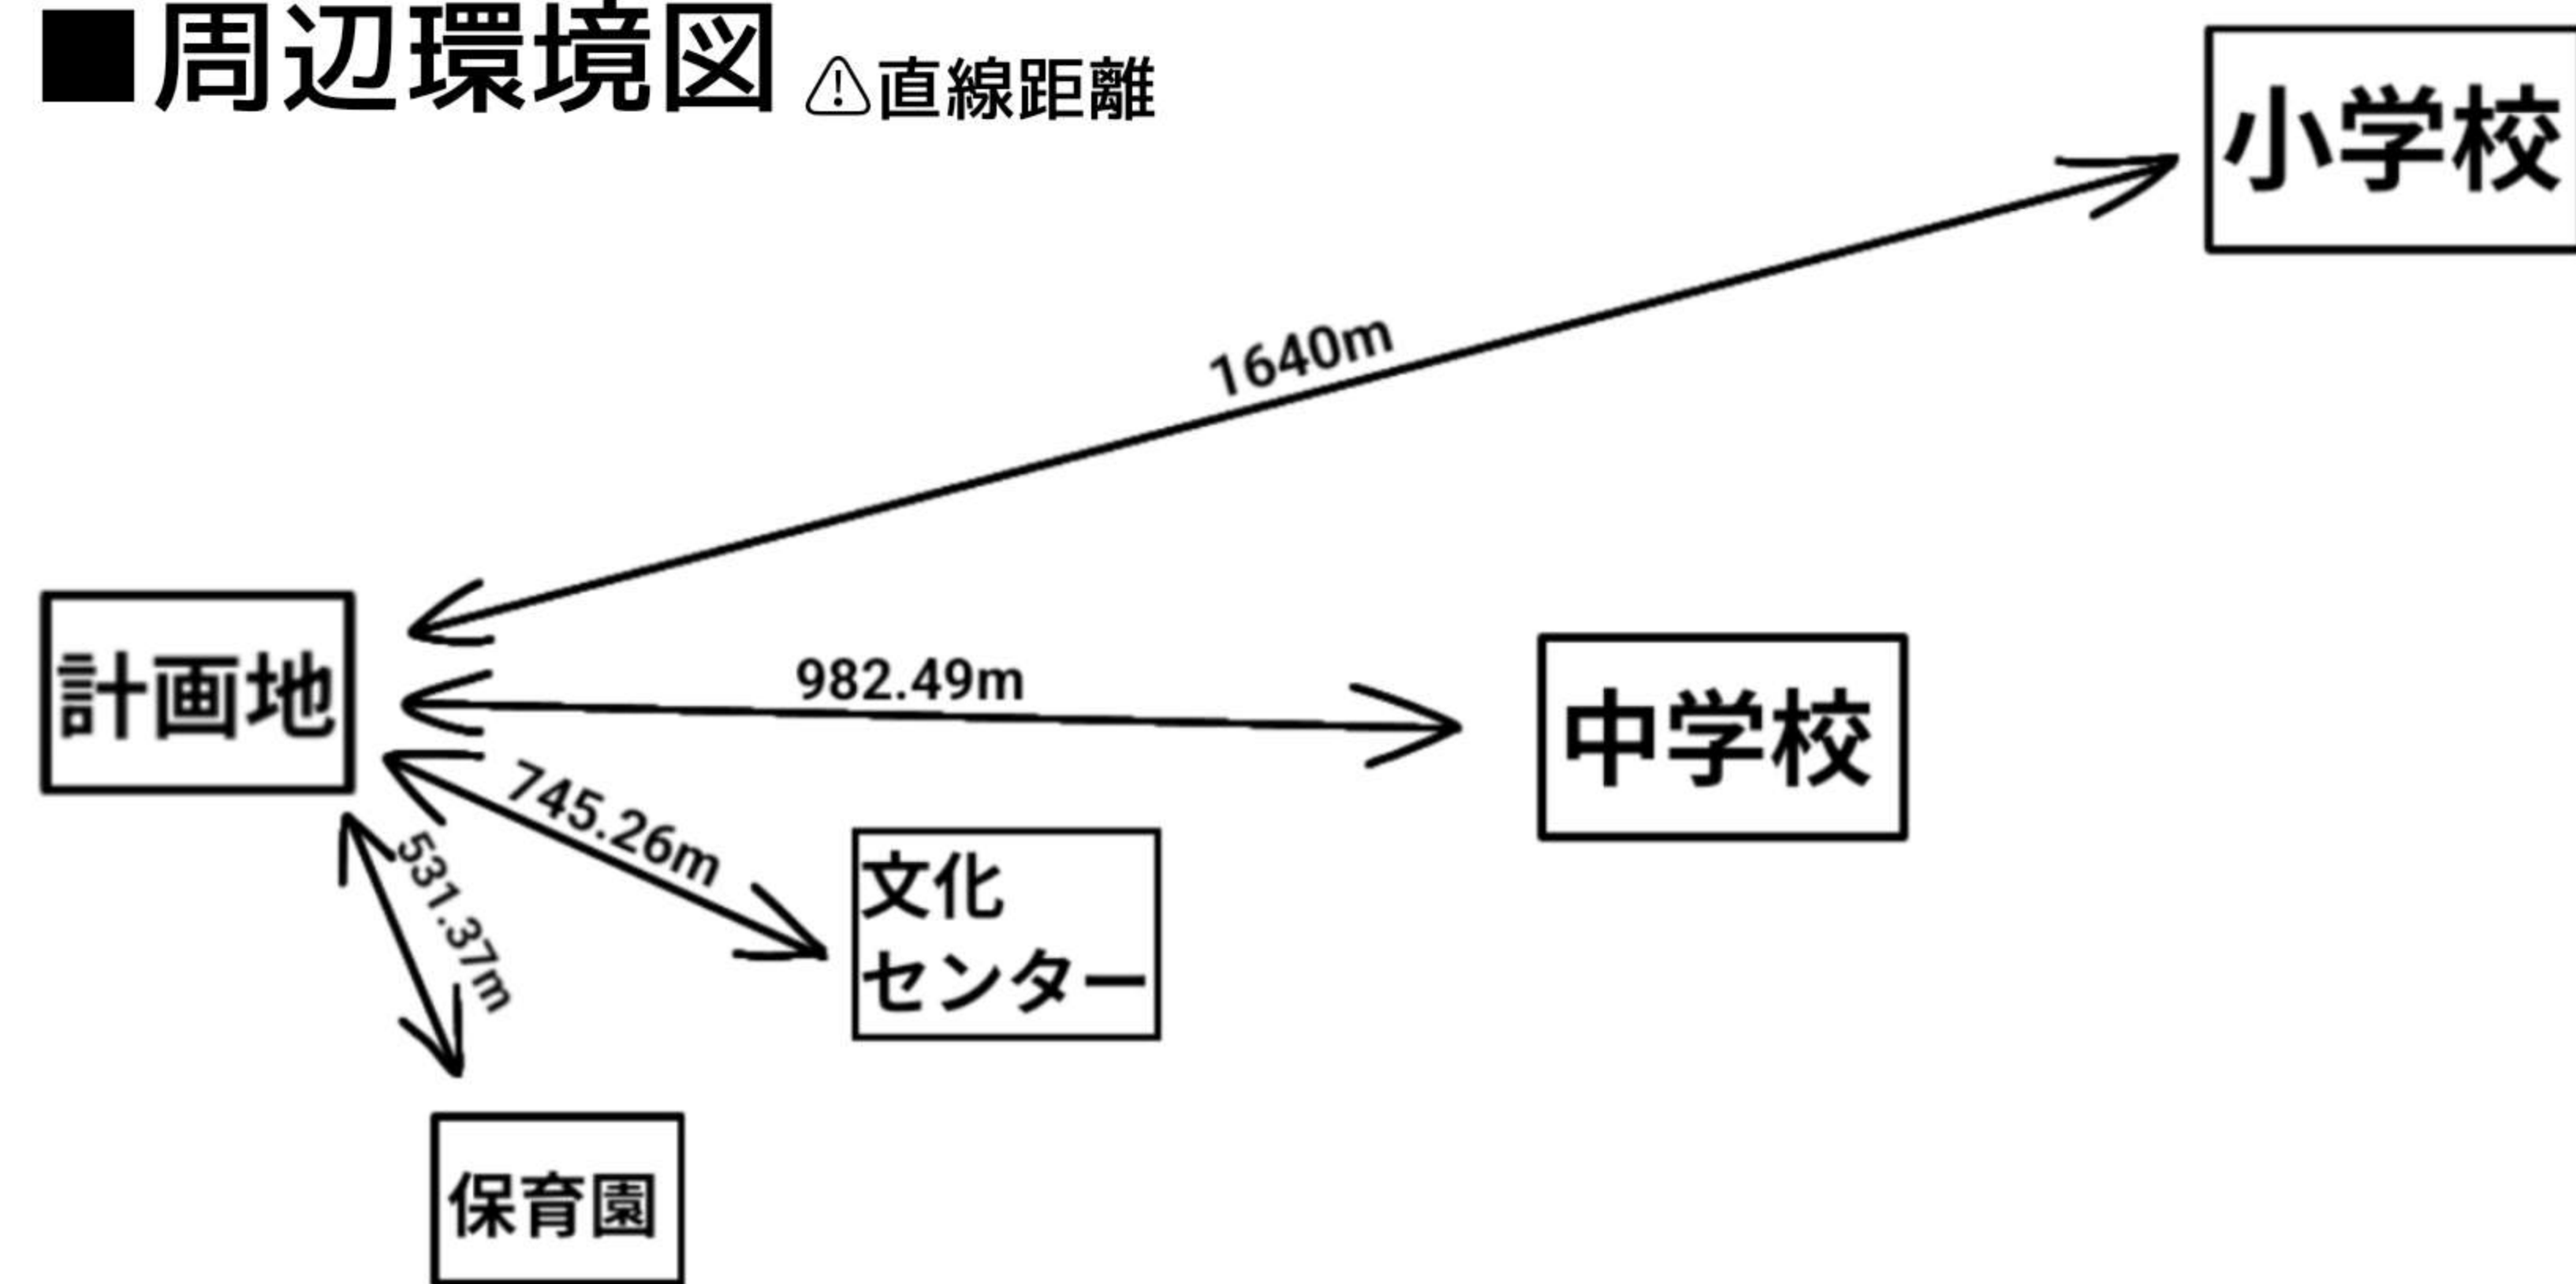 ■周辺環境図 ⚠直線距離
小学校
1640m
計画地
982.49m
中学校
745.26m
531.37m
文化
センター
保育園